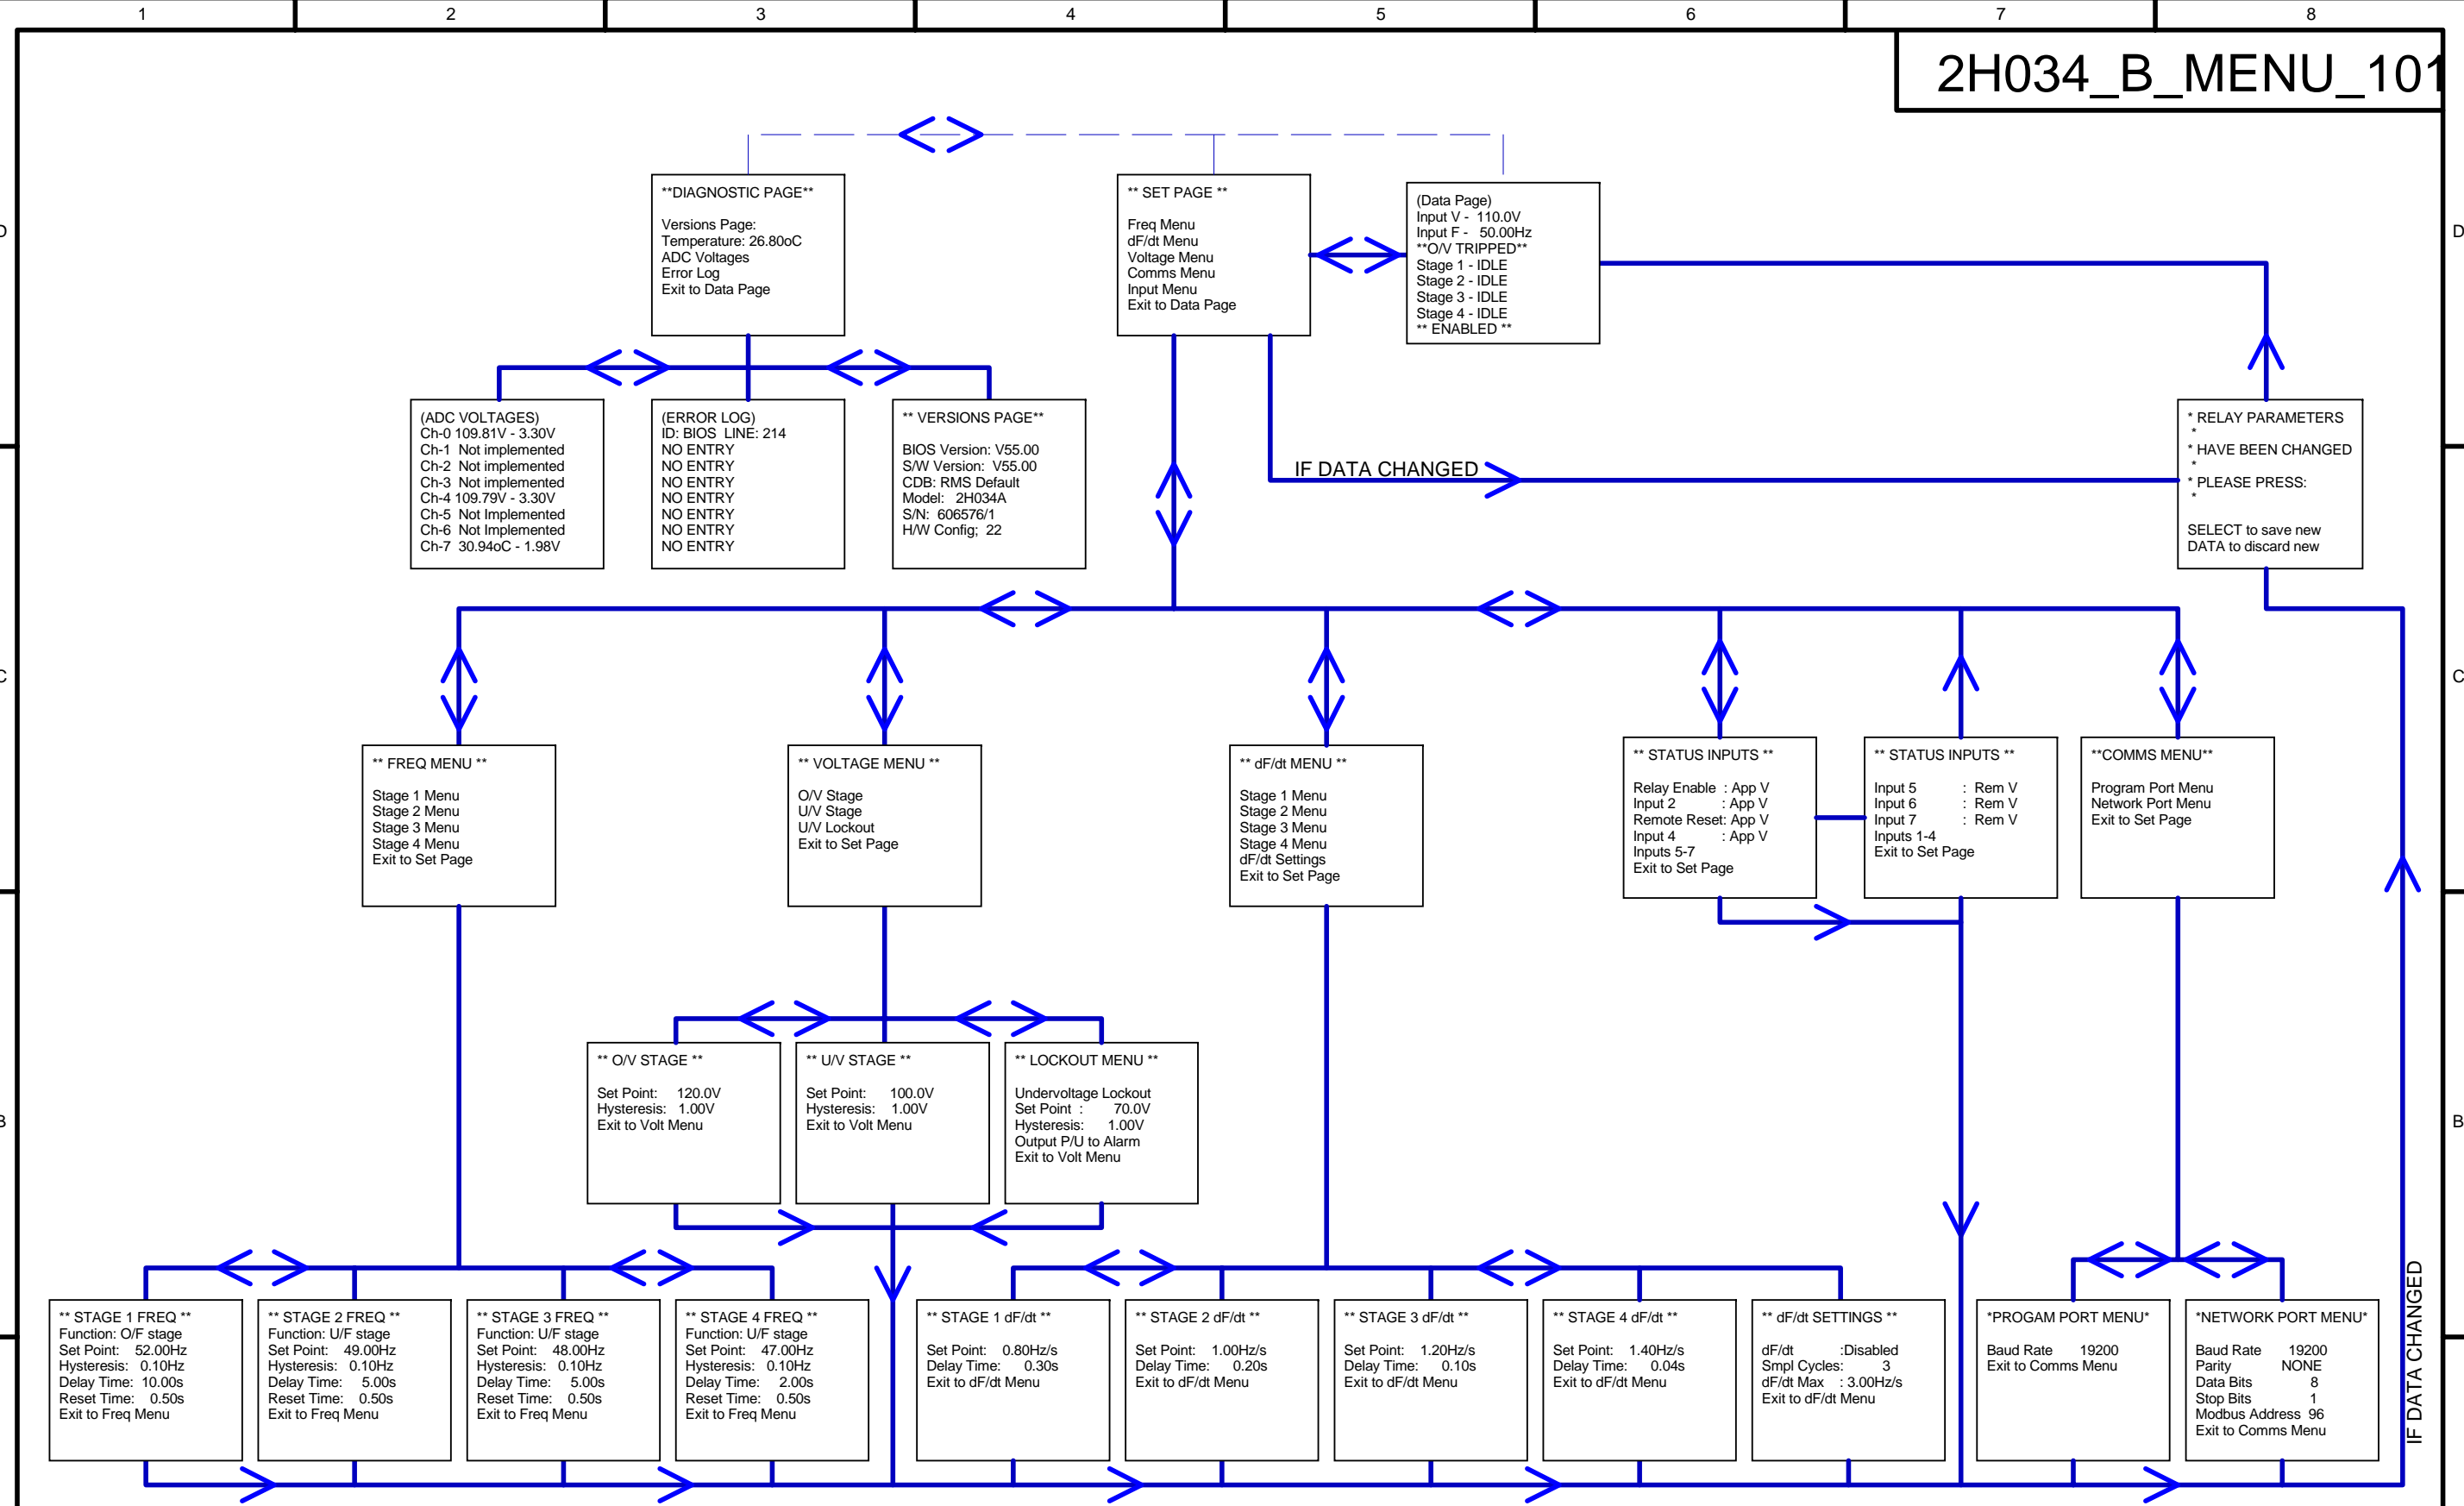 1 2 3 4 5 6 7 8
2H034_B_MENU_101
**DIAGNOSTIC PAGE**
Versions Page:
Temperature: 26.80oC
ADC Voltages
Error Log
Exit to Data Page
** SET PAGE **
Freq Menu
dF/dt Menu
Voltage Menu
Comms Menu
Input Menu
Exit to Data Page
(Data Page)
Input V - 110.0V
Input F - 50.00Hz
**O/V TRIPPED**
Stage 1 - IDLE
Stage 2 - IDLE
Stage 3 - IDLE
Stage 4 - IDLE
** ENABLED **
D
D
(ADC VOLTAGES)
Ch-0 109.81V - 3.30V
Ch-1 Not implemented
Ch-2 Not implemented
Ch-3 Not implemented
Ch-4 109.79V - 3.30V
Ch-5 Not Implemented
Ch-6 Not Implemented
Ch-7 30.94oC - 1.98V
(ERROR LOG)
ID: BIOS LINE: 214
NO ENTRY
NO ENTRY
NO ENTRY
NO ENTRY
NO ENTRY
NO ENTRY
NO ENTRY
** VERSIONS PAGE**
BIOS Version: V55.00
S/W Version: V55.00
CDB: RMS Default
Model: 2H034A
S/N: 606576/1
H/W Config; 22
IF DATA CHANGED
* RELAY PARAMETERS
*
* HAVE BEEN CHANGED
*
* PLEASE PRESS:
*
SELECT to save new
DATA to discard new
C
C
** FREQ MENU **
Stage 1 Menu
Stage 2 Menu
Stage 3 Menu
Stage 4 Menu
Exit to Set Page
** VOLTAGE MENU **
O/V Stage
U/V Stage
U/V Lockout
Exit to Set Page
** dF/dt MENU **
Stage 1 Menu
Stage 2 Menu
Stage 3 Menu
Stage 4 Menu
dF/dt Settings
Exit to Set Page
** STATUS INPUTS **
Relay Enable : App V
Input 2 : App V
Remote Reset: App V
Input 4 : App V
Inputs 5-7
Exit to Set Page
** STATUS INPUTS **
Input 5 : Rem V
Input 6 : Rem V
Input 7 : Rem V
Inputs 1-4
Exit to Set Page
**COMMS MENU**
Program Port Menu
Network Port Menu
Exit to Set Page
** O/V STAGE **
Set Point: 120.0V
Hysteresis: 1.00V
Exit to Volt Menu
** U/V STAGE **
Set Point: 100.0V
Hysteresis: 1.00V
Exit to Volt Menu
** LOCKOUT MENU **
Undervoltage Lockout
Set Point : 70.0V
Hysteresis: 1.00V
Output P/U to Alarm
Exit to Volt Menu
B
B
** STAGE 1 FREQ **
Function: O/F stage
Set Point: 52.00Hz
Hysteresis: 0.10Hz
Delay Time: 10.00s
Reset Time: 0.50s
Exit to Freq Menu
** STAGE 2 FREQ **
Function: U/F stage
Set Point: 49.00Hz
Hysteresis: 0.10Hz
Delay Time: 5.00s
Reset Time: 0.50s
Exit to Freq Menu
** STAGE 3 FREQ **
Function: U/F stage
Set Point: 48.00Hz
Hysteresis: 0.10Hz
Delay Time: 5.00s
Reset Time: 0.50s
Exit to Freq Menu
** STAGE 4 FREQ **
Function: U/F stage
Set Point: 47.00Hz
Hysteresis: 0.10Hz
Delay Time: 2.00s
Reset Time: 0.50s
Exit to Freq Menu
** STAGE 1 dF/dt **
Set Point: 0.80Hz/s
Delay Time: 0.30s
Exit to dF/dt Menu
** STAGE 2 dF/dt **
Set Point: 1.00Hz/s
Delay Time: 0.20s
Exit to dF/dt Menu
** STAGE 3 dF/dt **
Set Point: 1.20Hz/s
Delay Time: 0.10s
Exit to dF/dt Menu
** STAGE 4 dF/dt **
Set Point: 1.40Hz/s
Delay Time: 0.04s
Exit to dF/dt Menu
** dF/dt SETTINGS **
dF/dt :Disabled
Smpl Cycles: 3
dF/dt Max : 3.00Hz/s
Exit to dF/dt Menu
*PROGAM PORT MENU*
Baud Rate 19200
Exit to Comms Menu
*NETWORK PORT MENU*
Baud Rate 19200
Parity NONE
Data Bits 8
Stop Bits 1
Modbus Address 96
Exit to Comms Menu
IF DATA CHANGED